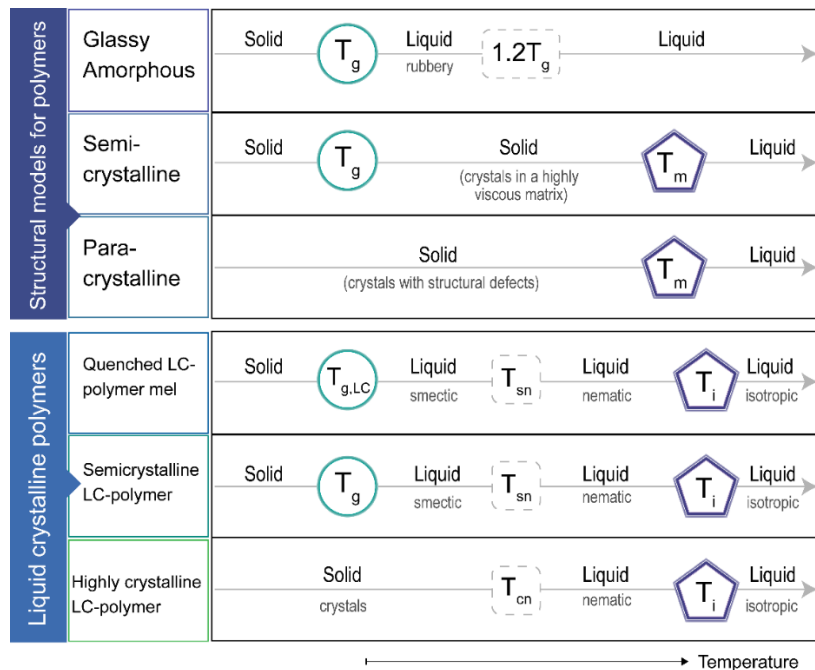 Structural models for polymers
Glassy
Amorphous
Solid
Tg
Liquid
rubbery
1.2Tg
Liquid
Semi-
crystalline
Solid
Tg
Solid
(crystals in a highly
viscous matrix)
Tm
Liquid
Para-
crystalline
Solid
(crystals with structural defects)
Tm
Liquid
Liquid crystalline polymers
Quenched LC-
polymer mel
Solid
Tg,LC
Liquid
smectic
Tsn
Liquid
nematic
Ti
Liquid
isotropic
Semicrystalline
LC-polymer
Solid
Tg
Liquid
smectic
Tsn
Liquid
nematic
Ti
Liquid
isotropic
Highly crystalline
LC-polymer
Solid
crystals
Tcn
Liquid
nematic
Ti
Liquid
isotropic
Temperature